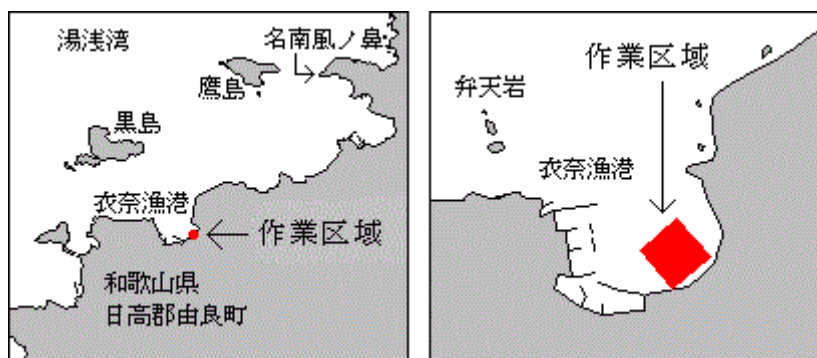 湯浅湾
名南風ノ鼻
鷹島
黒島
衣奈漁港
作業区域
和歌山県
日高郡由良町
作業区域
弁天岩
衣奈漁港